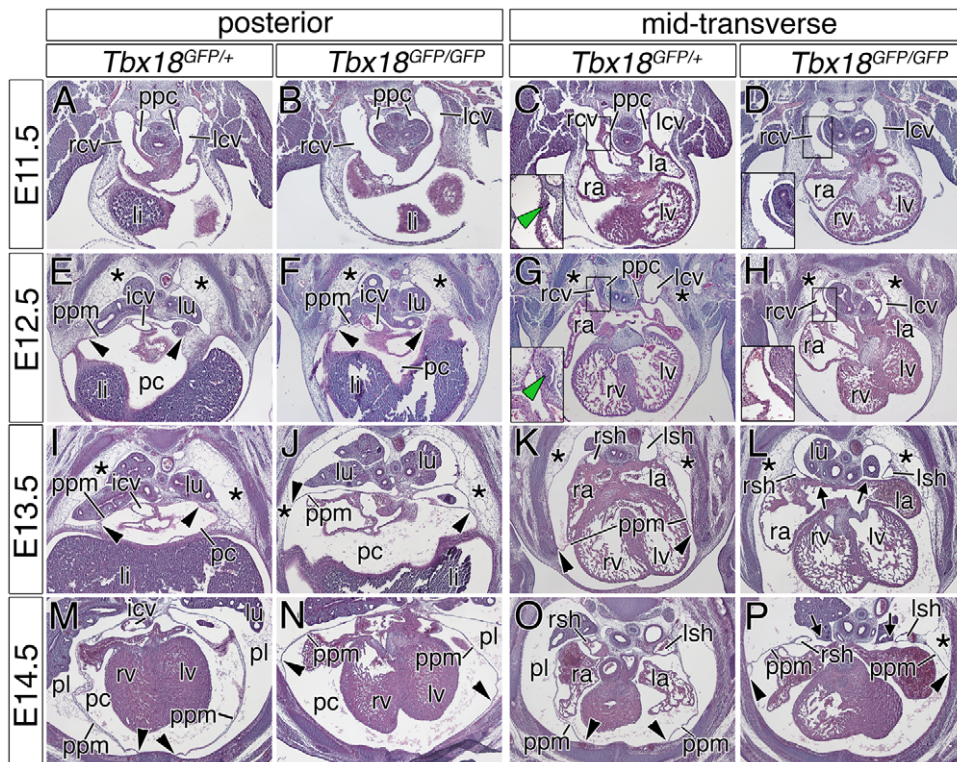 posterior mid-transverse
Tbx18GFP/+ Tbx18GFP/GFP Tbx18GFP/+ Tbx18GFP/GFP
E11.5
A ppc rcv lcv li
B ppc lcv rcv li
C ppc rcv lcv la ra rv lv
D lcv ra rv lv
E12.5
E * * icv lu ppm pc li
F * * icv lu ppm pc li
G * ppc lcv * rcv ra rv lv
H * * rcv lcv la ra rv lv
E13.5
I * icv lu ppm * pc li
J lu lu * * ppm pc li
K rsh lsh * * ra la ppm rv lv
L lu * * rsh lsh la ra rv lv
E14.5
M icv lu pl rv lv pl pc ppm ppm
N pl ppm ppm pc rv lv
O rsh lsh pl ra la ppm
P lsh * ppm rsh ppm